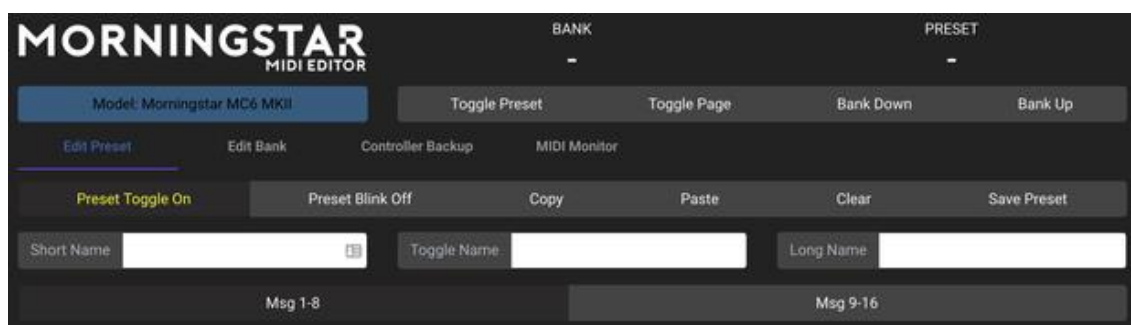 MORNINGSTAR
MIDI EDITOR
BANK
-
PRESET
-
Model: Morningstar MC6 MKII
Toggle Preset Toggle Page Bank Down Bank Up
Edit Preset Edit Bank Controller Backup MIDI Monitor
Preset Toggle On Preset Blink Off Copy Paste Clear Save Preset
Short Name Toggle Name Long Name
Msg 1-8 Msg 9-16